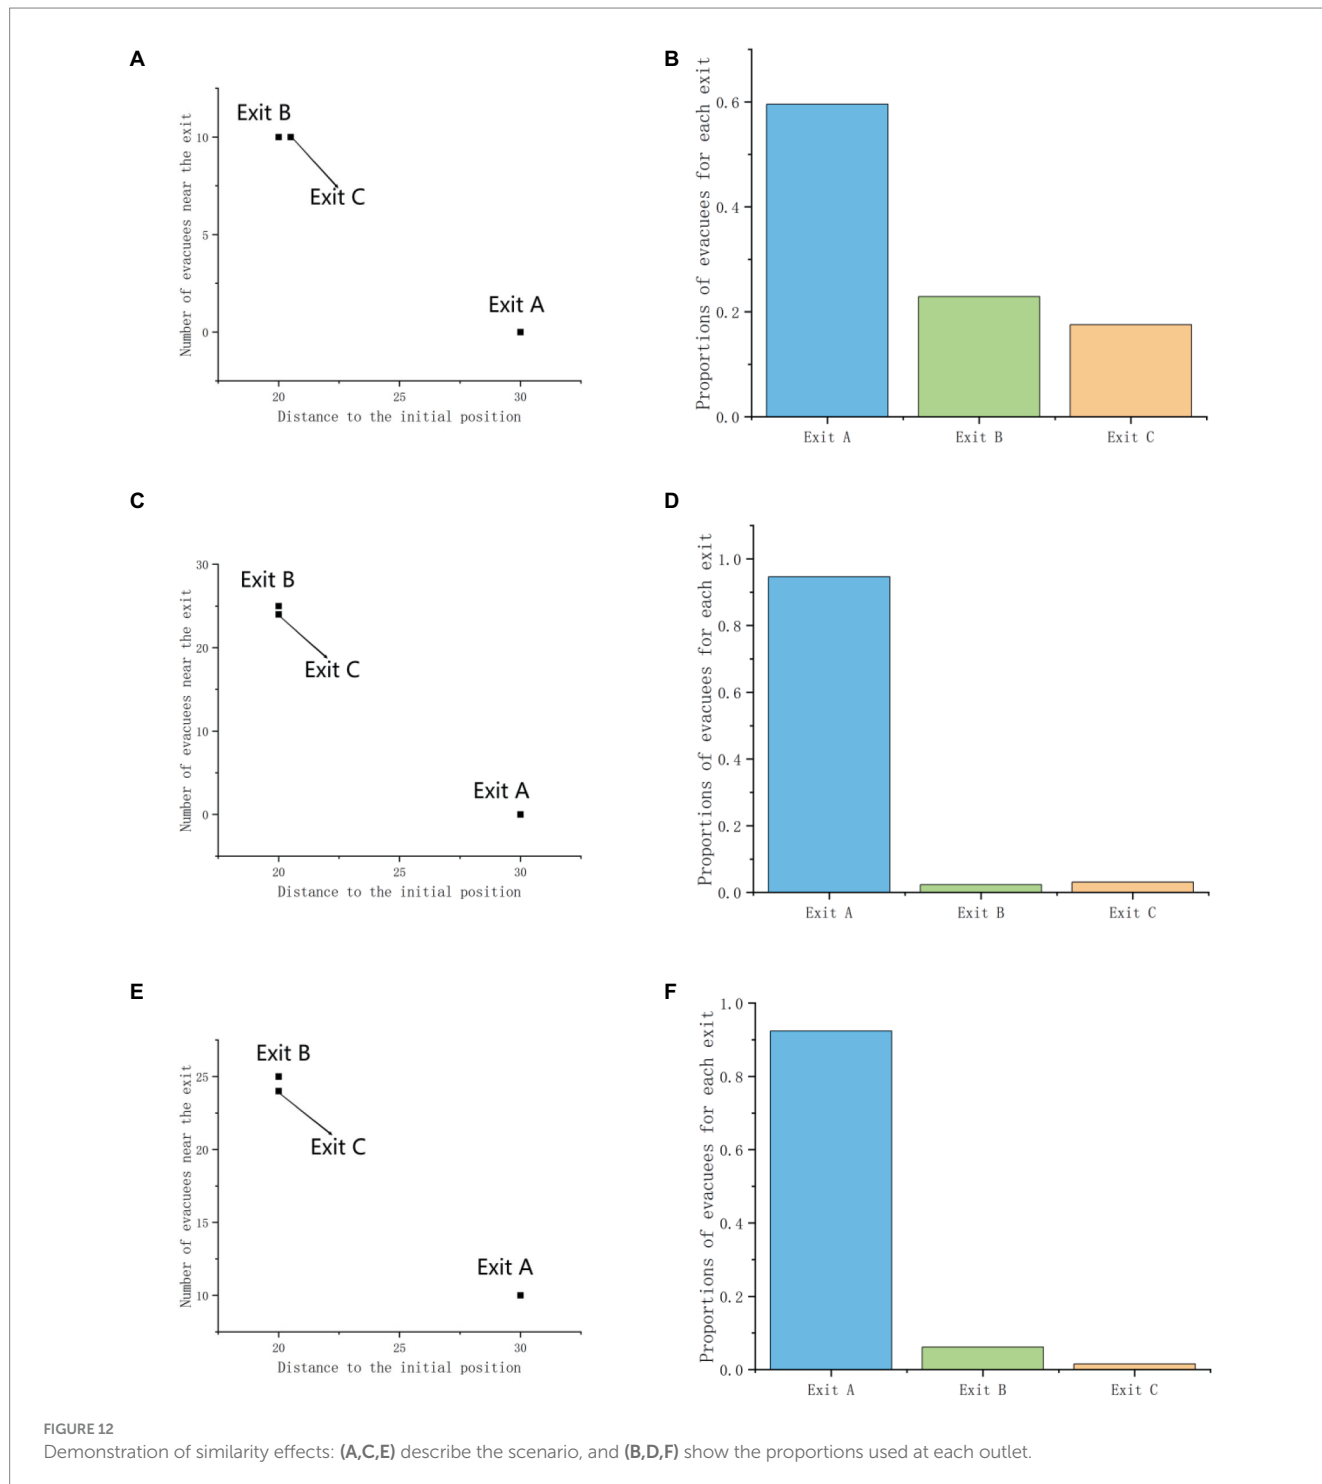 A
Number of evacuees near the exit
10
5
0
Exit B
Exit C
Exit A
20
25
30
Distance to the initial position
B
Proportions of evacuees for each exit
0.6
0.4
0.2
0.0
Exit A
Exit B
Exit C
C
Number of evacuees near the exit
30
20
10
0
Exit B
Exit C
Exit A
20
25
30
Distance to the initial position
D
Proportions of evacuees for each exit
1.0
0.8
0.6
0.4
0.2
0.0
Exit A
Exit B
Exit C
E
Number of evacuees near the exit
25
20
15
10
Exit B
Exit C
Exit A
20
25
30
Distance to the initial position
F
Proportions of evacuees for each exit
1.0
0.8
0.6
0.4
0.2
0.0
Exit A
Exit B
Exit C
FIGURE 12
Demonstration of similarity effects: (A,C,E) describe the scenario, and (B,D,F) show the proportions used at each outlet.